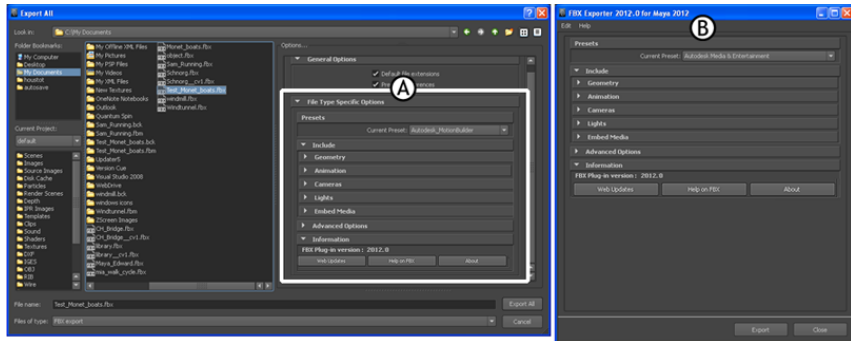 Export All
Look in:
C:\My Documents
Folder Bookmarks:
My Computer
Desktop
My Documents
houstot
autosave
Current Project:
default
Scenes
Images
Source Images
Disk Cache
Particles
Render Scenes
Depth
IPR Images
Templates
Clips
Sound
Shaders
Textures
DXF
IGES
OBJ
RIB
Wire
My Offline XML Files
My Pictures
My PSP Files
My Videos
My XML Files
New Textures
OneNote Notebooks
Outlook
Quantum Spin
Sam_Running.bck
Sam_Running.fbm
Test_Monet_boats.bck
Test_Monet_boats.fbm
Updater5
Version Cue
Visual Studio 2008
WebDrive
windmill.bck
windows icons
Windtunnel.fbm
ZScreen Images
CH_Bridge.fbx
CH_Bridge__cv1.fbx
library.fbx
library__cv1.fbx
Maya_Edward.fbx
mia_walk_cycle.fbx
Monet_boats.fbx
object.fbx
Sam_Running.fbx
Schnorg.fbx
Schnorg__cv1.fbx
Test_Monet_boats.fbx
windmill.fbx
Windtunnel.fbx
Options...
General Options
Default file extensions
A
File Type Specific Options
Presets
Current Preset: Autodesk_MotionBuilder
Include
Geometry
Animation
Cameras
Lights
Embed Media
Advanced Options
Information
FBX Plug-in version : 2012.0
Web Updates
Help on FBX
About
File name:
Test_Monet_boats.fbx
Export All
Files of type:
FBX export
Cancel
FBX Exporter 2012.0 for Maya 2012
Edit Help
B
Presets
Current Preset: Autodesk Media & Entertainment
Include
Geometry
Animation
Cameras
Lights
Embed Media
Advanced Options
Information
FBX Plug-in version : 2012.0
Web Updates
Help on FBX
About
Export
Close